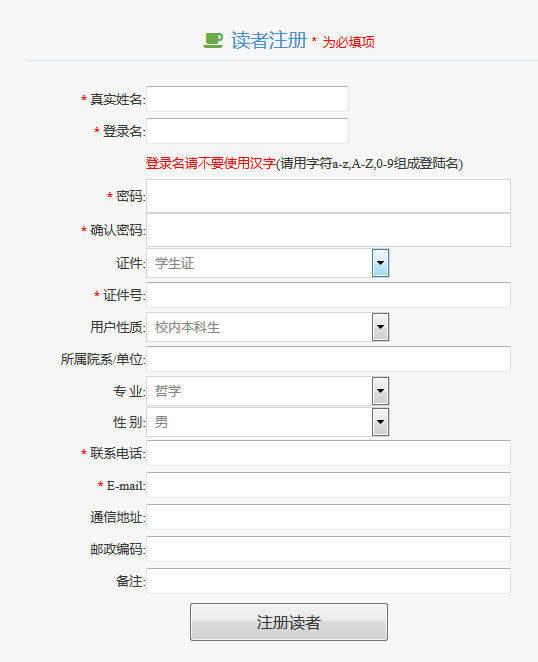 读者注册 * 为必填项
* 真实姓名:
* 登录名:
登录名请不要使用汉字(请用字符a-z,A-Z,0-9组成登陆名)
* 密码:
* 确认密码:
证件: 学生证
* 证件号:
用户性质: 校内本科生
所属院系/单位:
专 业: 哲学
性 别: 男
* 联系电话:
* E-mail:
通信地址:
邮政编码:
备注:
注册读者